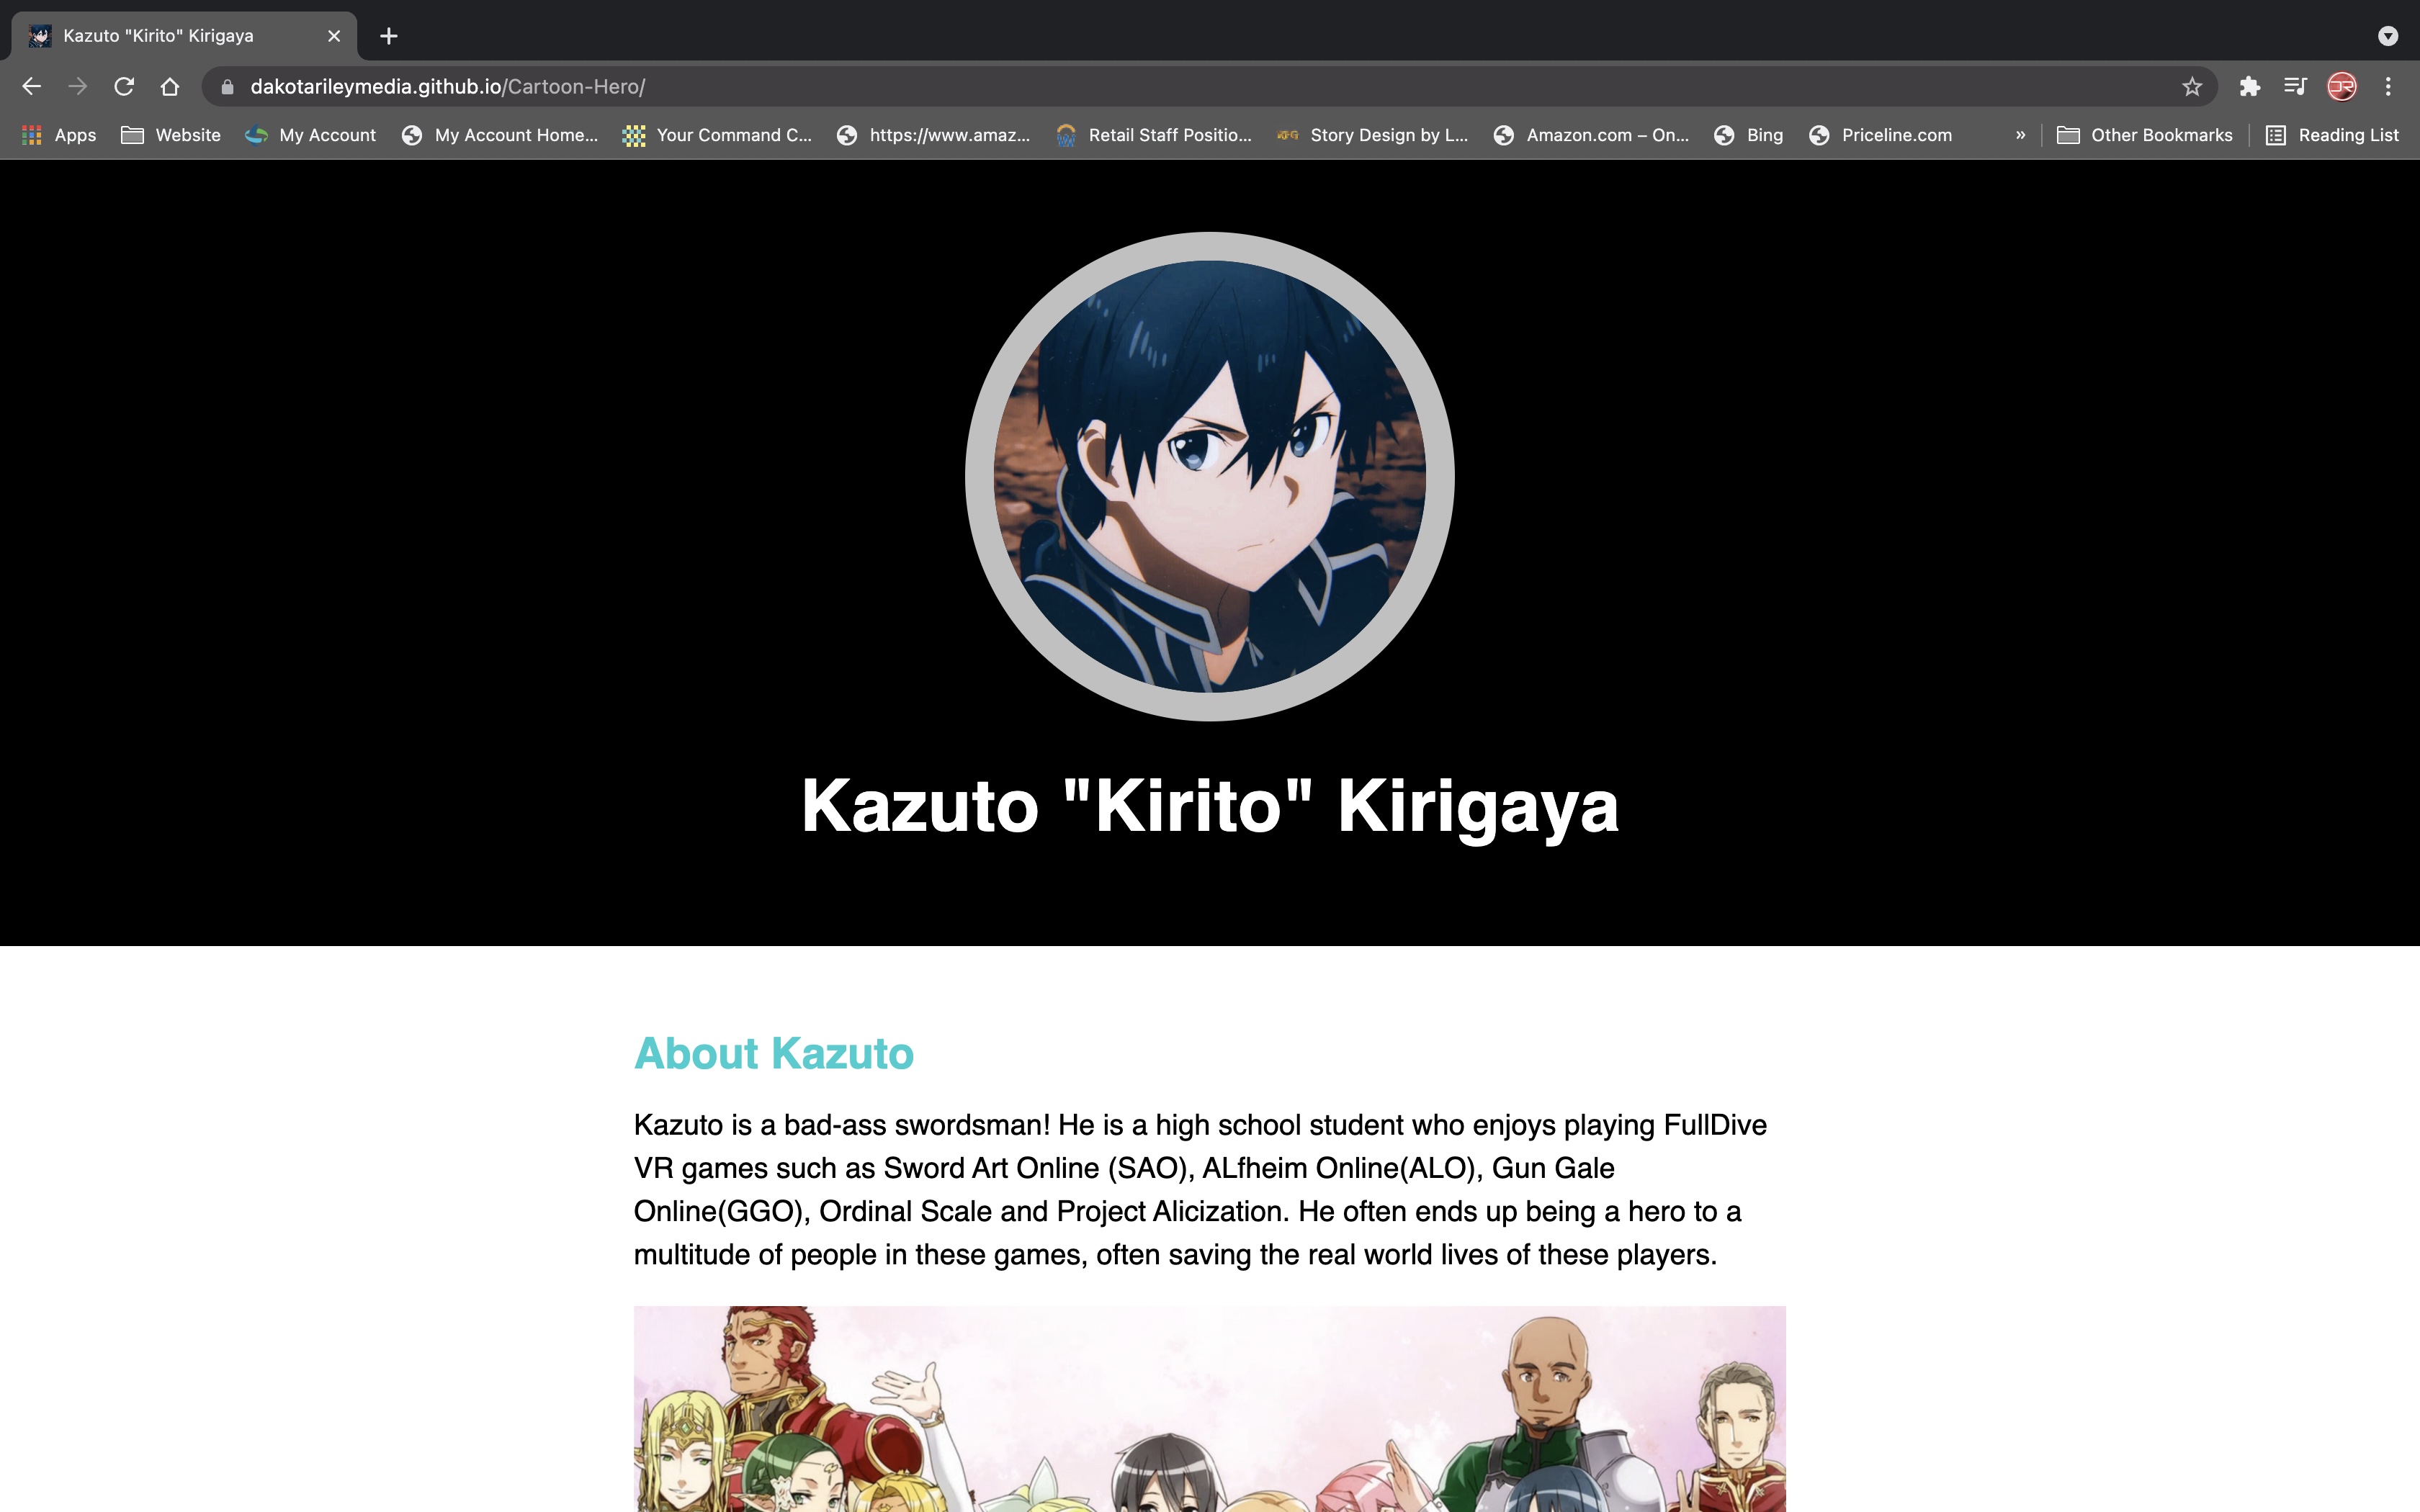 Kazuto "Kirito" Kirigaya
dakotarileymedia.github.io/Cartoon-Hero/
Apps Website My Account My Account Home... Your Command C... https://www.amaz... Retail Staff Positio... Story Design by L... Amazon.com – On... Bing Priceline.com » Other Bookmarks Reading List
Kazuto "Kirito" Kirigaya
About Kazuto
Kazuto is a bad-ass swordsman! He is a high school student who enjoys playing FullDive
VR games such as Sword Art Online (SAO), ALfheim Online(ALO), Gun Gale
Online(GGO), Ordinal Scale and Project Alicization. He often ends up being a hero to a
multitude of people in these games, often saving the real world lives of these players.